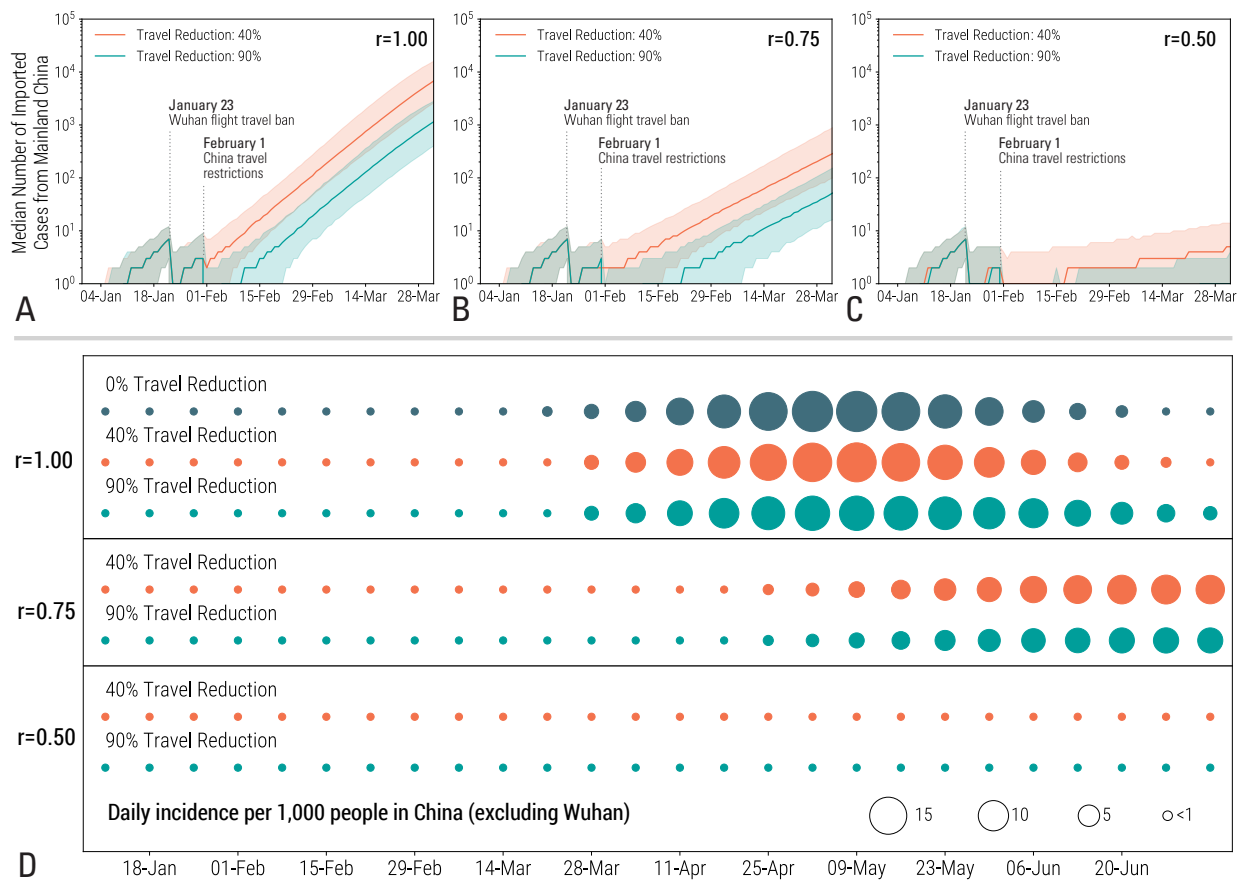 Median Number of Imported
Cases from Mainland China
10⁵
10⁴
10³
10²
10¹
10⁰
Travel Reduction: 40%
Travel Reduction: 90%
r=1.00
January 23
Wuhan flight travel ban
February 1
China travel
restrictions
04-Jan 18-Jan 01-Feb 15-Feb 29-Feb 14-Mar 28-Mar
A
10⁵
10⁴
10³
10²
10¹
10⁰
Travel Reduction: 40%
Travel Reduction: 90%
r=0.75
January 23
Wuhan flight travel ban
February 1
China travel restrictions
04-Jan 18-Jan 01-Feb 15-Feb 29-Feb 14-Mar 28-Mar
B
10⁵
10⁴
10³
10²
10¹
10⁰
Travel Reduction: 40%
Travel Reduction: 90%
r=0.50
January 23
Wuhan flight travel ban
February 1
China travel restrictions
04-Jan 18-Jan 01-Feb 15-Feb 29-Feb 14-Mar 28-Mar
C
r=1.00
0% Travel Reduction
40% Travel Reduction
90% Travel Reduction
r=0.75
40% Travel Reduction
90% Travel Reduction
r=0.50
40% Travel Reduction
90% Travel Reduction
Daily incidence per 1,000 people in China (excluding Wuhan)
15 10 5 <1
18-Jan 01-Feb 15-Feb 29-Feb 14-Mar 28-Mar 11-Apr 25-Apr 09-May 23-May 06-Jun 20-Jun
D